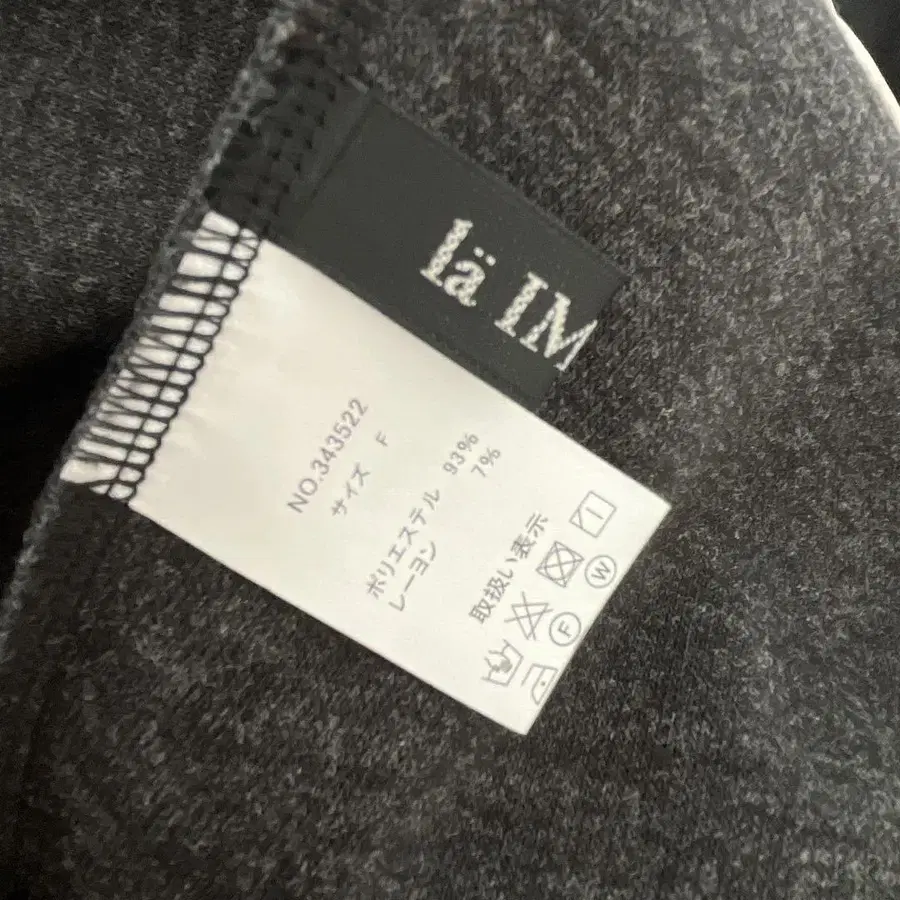 lä IM
NO.343522
サイズ F
ポリエステル 93%
レーヨン 7%
取扱い表示
F
W